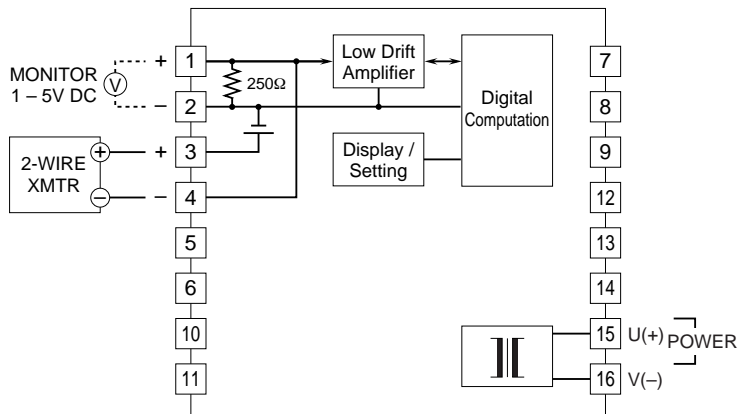 MONITOR
1 – 5V DC
V
+
–
1
2
250Ω
Low Drift
Amplifier
Digital
Computation
Display /
Setting
2-WIRE
XMTR
+
–
+
–
3
4
5
6
10
11
7
8
9
12
13
14
15
16
U(+)
V(–)
POWER